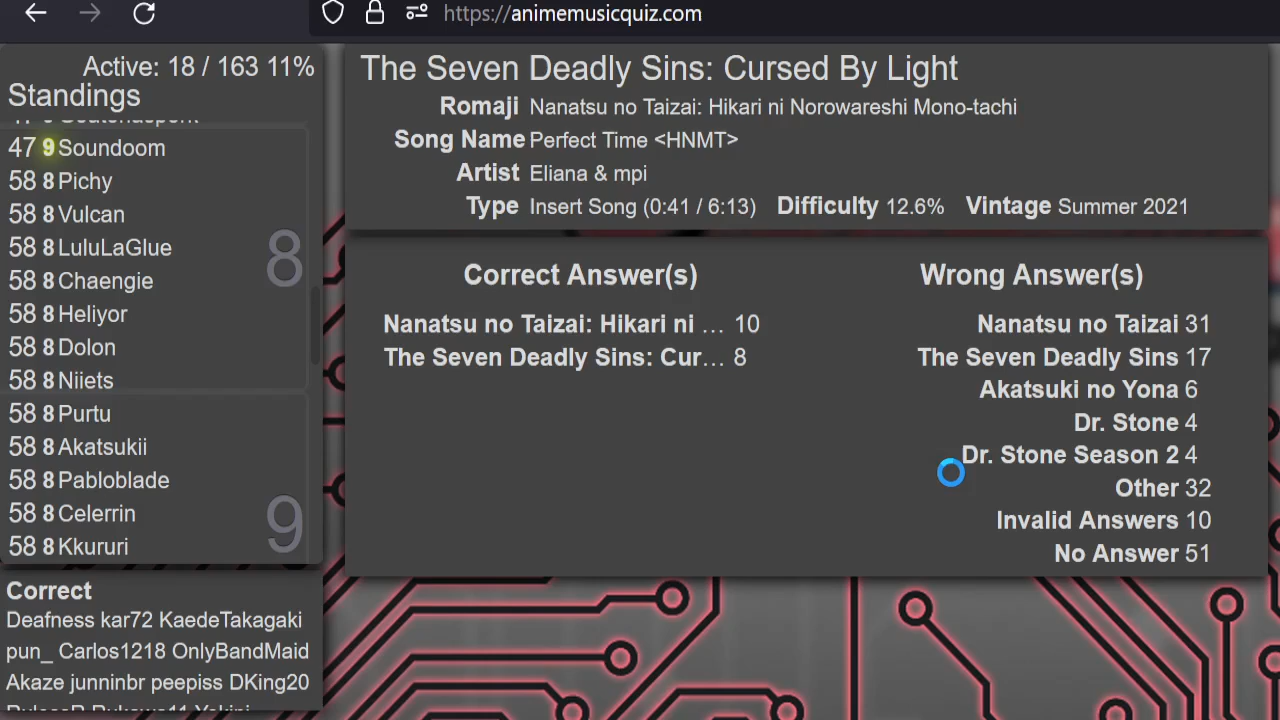 https://animemusicquiz.com
Active: 18 / 163 11%
Standings
47 9 Soundoom
58 8 Pichy
58 8 Vulcan
58 8 LuluLaGlue
58 8 Chaengie
58 8 Heliyor
58 8 Dolon
58 8 Niiets
8
58 8 Purtu
58 8 Akatsukii
58 8 Pabloblade
58 8 Celerrin
58 8 Kkururi
9
Correct
Deafness kar72 KaedeTakagaki
pun_ Carlos1218 OnlyBandMaid
Akaze junninbr peepiss DKing20
The Seven Deadly Sins: Cursed By Light
Romaji Nanatsu no Taizai: Hikari ni Norowareshi Mono-tachi
Song Name Perfect Time <HNMT>
Artist Eliana & mpi
Type Insert Song (0:41 / 6:13) Difficulty 12.6% Vintage Summer 2021
Correct Answer(s)
Nanatsu no Taizai: Hikari ni … 10
The Seven Deadly Sins: Cur… 8
Wrong Answer(s)
Nanatsu no Taizai 31
The Seven Deadly Sins 17
Akatsuki no Yona 6
Dr. Stone 4
Dr. Stone Season 2 4
Other 32
Invalid Answers 10
No Answer 51